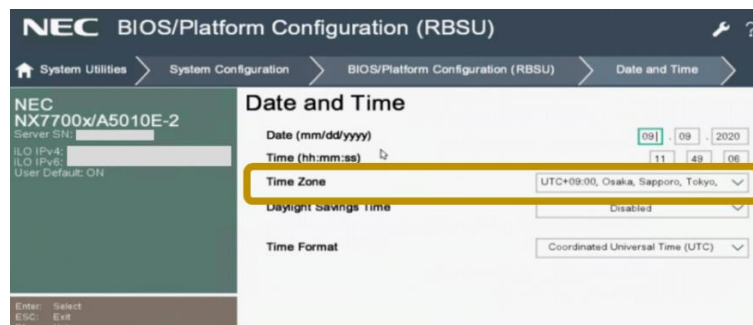 NEC BIOS/Platform Configuration (RBSU)
System Utilities System Configuration BIOS/Platform Configuration (RBSU) Date and Time
NEC
NX7700x/A5010E-2
Server SN:
iLO IPv4:
iLO IPv6:
User Default: ON
Date and Time
Date (mm/dd/yyyy) 09 . 09 . 2020
Time (hh:mm:ss) 11 49 06
Time Zone UTC+09:00, Osaka, Sapporo, Tokyo,
Daylight Savings Time Disabled
Time Format Coordinated Universal Time (UTC)
Enter: Select
ESC: Exit